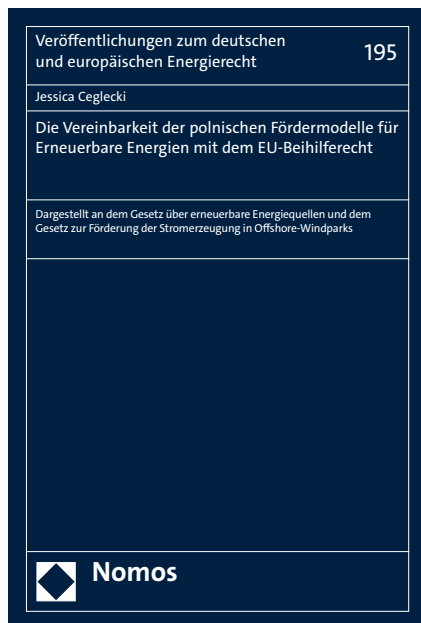 Veröffentlichungen zum deutschen
und europäischen Energierecht
195
Jessica Ceglecki
Die Vereinbarkeit der polnischen Fördermodelle für
Erneuerbare Energien mit dem EU-Beihilferecht
Dargestellt an dem Gesetz über erneuerbare Energiequellen und dem
Gesetz zur Förderung der Stromerzeugung in Offshore-Windparks
Nomos